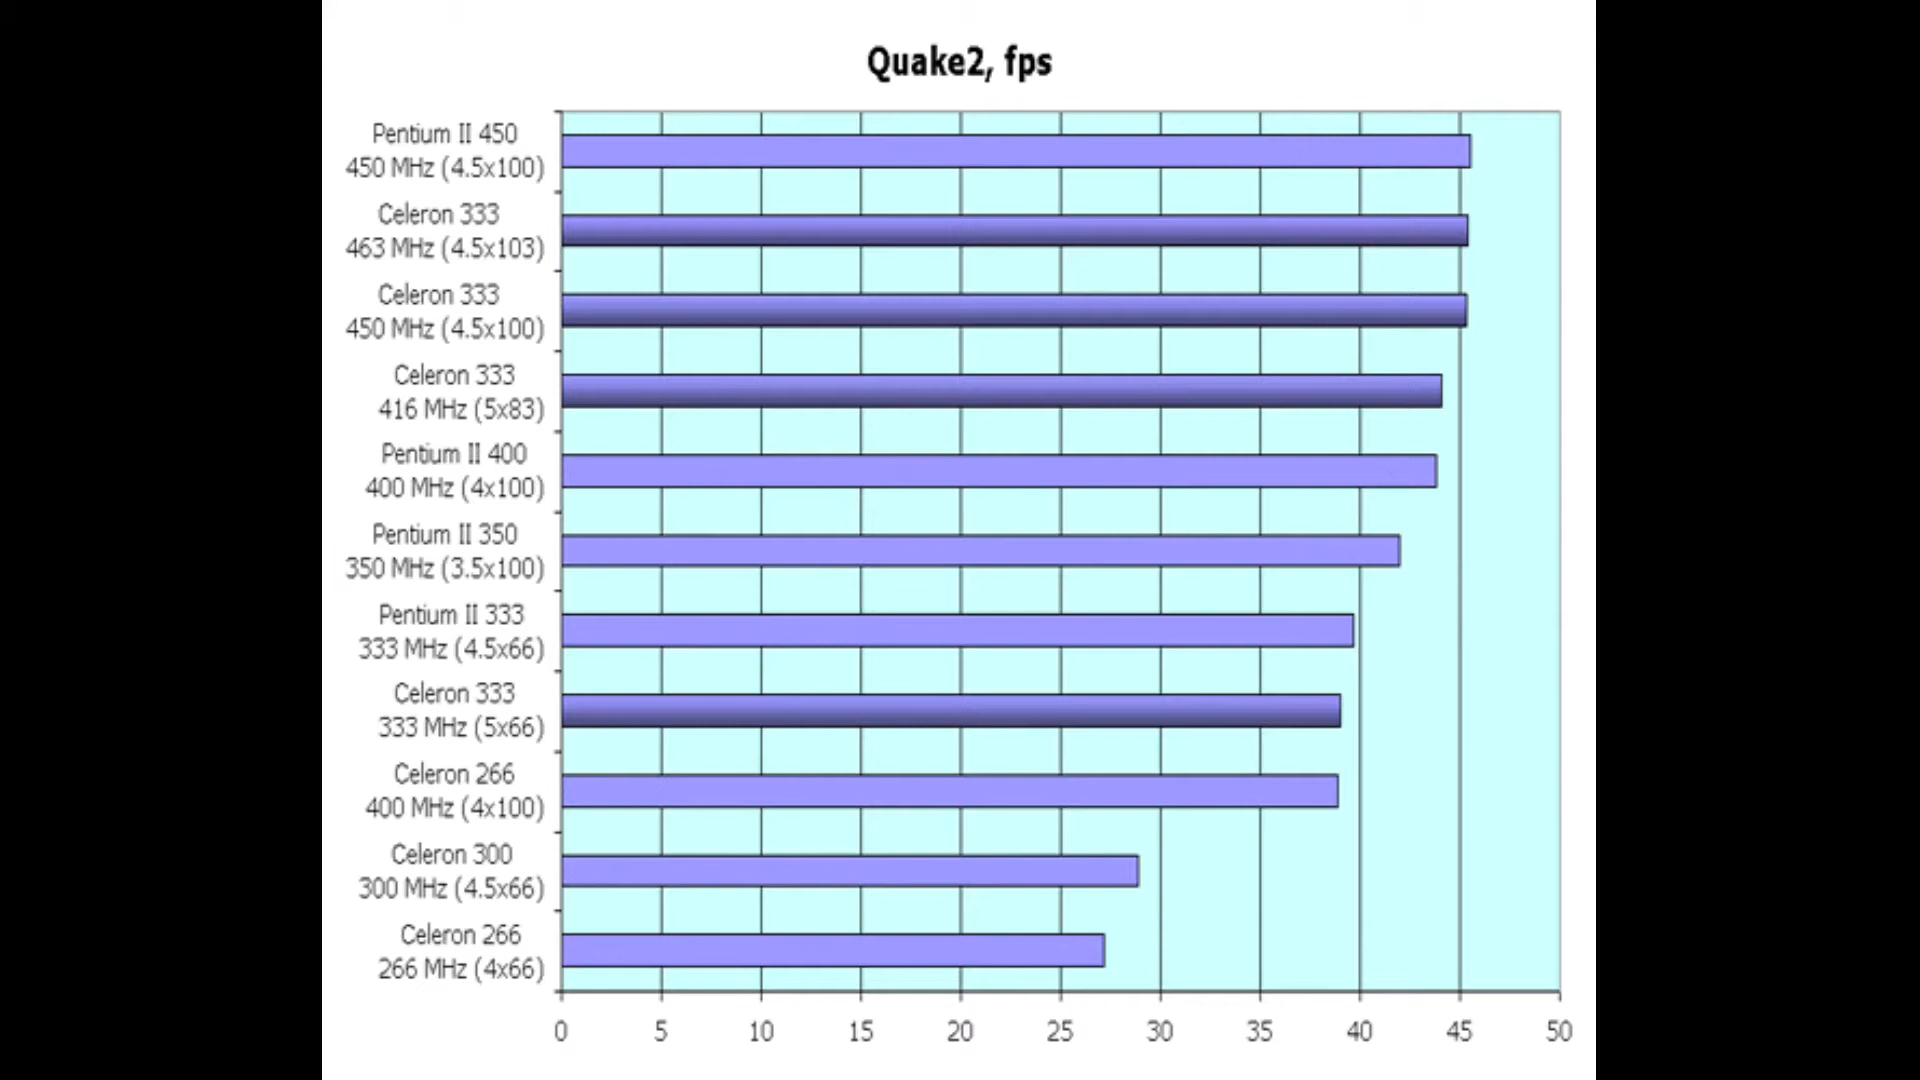 Quake2, fps
Pentium II 450
450 MHz (4.5x100)
Celeron 333
463 MHz (4.5x103)
Celeron 333
450 MHz (4.5x100)
Celeron 333
416 MHz (5x83)
Pentium II 400
400 MHz (4x100)
Pentium II 350
350 MHz (3.5x100)
Pentium II 333
333 MHz (4.5x66)
Celeron 333
333 MHz (5x66)
Celeron 266
400 MHz (4x100)
Celeron 300
300 MHz (4.5x66)
Celeron 266
266 MHz (4x66)
0 5 10 15 20 25 30 35 40 45 50